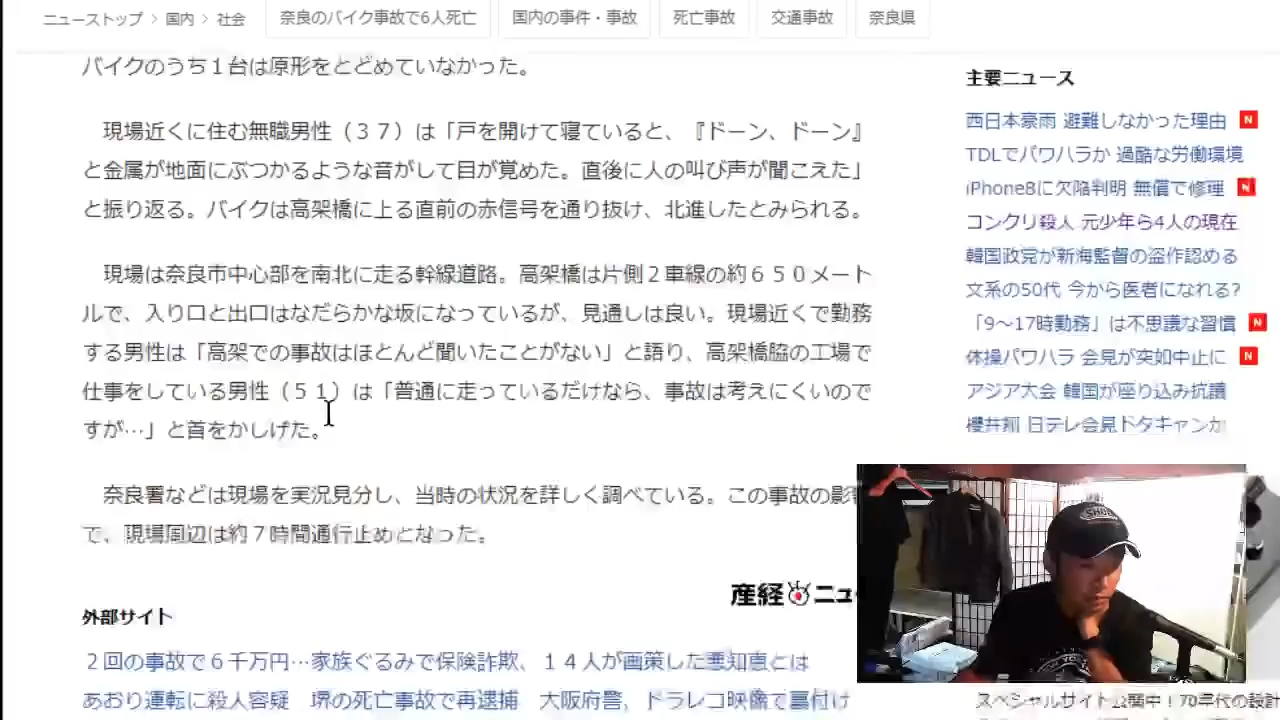 ニューストップ > 国内 > 社会
奈良のバイク事故で6人死亡
国内の事件・事故
死亡事故
交通事故
奈良県
バイクのうち１台は原形をとどめていなかった。
　現場近くに住む無職男性（３７）は「戸を開けて寝ていると、『ドーン、ドーン』
と金属が地面にぶつかるような音がして目が覚めた。直後に人の叫び声が聞こえた」
と振り返る。バイクは高架橋に上る直前の赤信号を通り抜け、北進したとみられる。
　現場は奈良市中心部を南北に走る幹線道路。高架橋は片側２車線の約６５０メート
ルで、入り口と出口はなだらかな坂になっているが、見通しは良い。現場近くで勤務
する男性は「高架での事故はほとんど聞いたことがない」と語り、高架橋脇の工場で
仕事をしている男性（５１）は「普通に走っているだけなら、事故は考えにくいので
すが…」と首をかしげた。
　奈良署などは現場を実況見分し、当時の状況を詳しく調べている。この事故の影
で、現場周辺は約７時間通行止めとなった。
産経ニュ
外部サイト
２回の事故で６千万円…家族ぐるみで保険詐欺、１４人が画策した悪知恵とは
あおり運転に殺人容疑　堺の死亡事故で再逮捕　大阪府警、ドラレコ映像で裏付け
主要ニュース
西日本豪雨 避難しなかった理由 N
TDLでパワハラか 過酷な労働環境
iPhone8に欠陥判明 無償で修理 N
コンクリ殺人 元少年ら4人の現在
韓国政党が新海監督の盗作認める
文系の50代 今から医者になれる?
「9〜17時勤務」は不思議な習慣 N
体操パワハラ 会見が突如中止に N
アジア大会 韓国が座り込み抗議
櫻井翔 日テレ会見ドタキャンか
SHOEI
スペシャルサイト公開中！70年代の設計